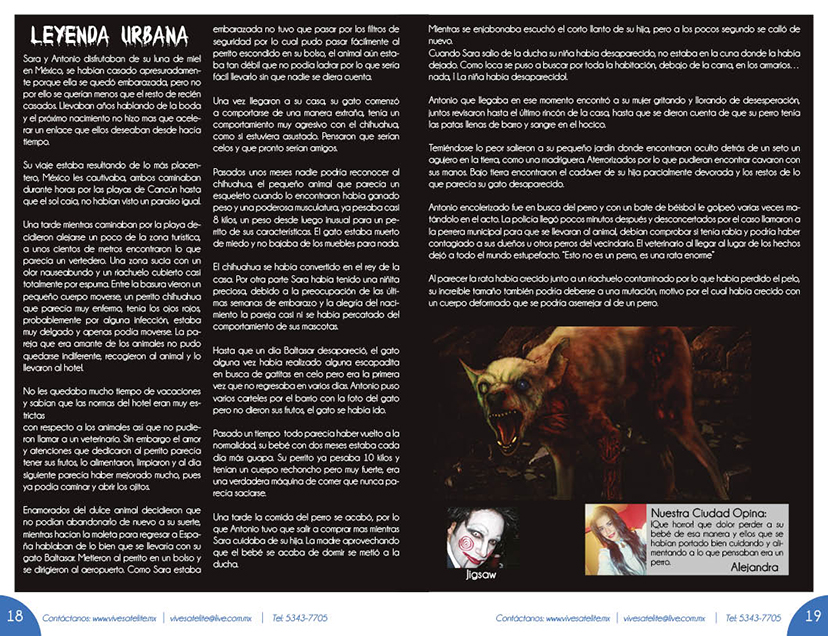 LEYENDA URBANA
Sara y Antonio disfrutaban de su luna de miel
en México, se habían casado apresuradamen-
te porque ella se quedó embarazada, pero no
por ello se querían menos que el resto de recién
casados. Llevaban años hablando de la boda
y el próximo nacimiento no hizo mas que acele-
rar un enlace que ellos deseaban desde hacía
tiempo.
Su viaje estaba resultando de lo más placen-
tero, México les cautivaba, ambos caminaban
durante horas por las playas de Cancún hasta
que el sol caía, no habían visto un paraíso igual.
Una tarde mientras caminaban por la playa de-
cidieron alejarse un poco de la zona turística,
a unos cientos de metros encontraron lo que
parecía un vertedero. Una zona sucia con un
olor nauseabundo y un riachuelo cubierto casi
totalmente por espuma. Entre la basura vieron un
pequeño cuerpo moverse, un perrito chihuahua
que parecía muy enfermo, tenía los ojos rojos,
probablemente por alguna infección, estaba
muy delgado y apenas podía moverse. La pa-
reja que era amante de los animales no pudo
quedarse indiferente, recogieron al animal y lo
llevaron al hotel.
No les quedaba mucho tiempo de vacaciones
y sabían que las normas del hotel eran muy es-
trictas
con respecto a los animales así que no pudie-
ron llamar a un veterinario. Sin embargo el amor
y atenciones que dedicaron al perrito parecía
tener sus frutos, lo alimentaron, limpiaron y al día
siguiente parecía haber mejorado mucho, pues
ya podía caminar y abrir los ojitos.
Enamorados del dulce animal decidieron que
no podían abandonarlo de nuevo a su suerte,
mientras hacían la maleta para regresar a Espa-
ña hablaban de lo bien que se llevaría con su
gato Baltasar. Metieron al perito en un bolso y
se dirigieron al aeropuerto. Como Sara estaba
embarazada no tuvo que pasar por los filtros de
seguridad por lo cual pudo pasar fácilmente al
perrito escondido en su bolso, el animal aún esta-
ba tan débil que no podía ladrar por lo que sería
fácil llevarlo sin que nadie se diera cuenta.
Una vez llegaron a su casa, su gato comenzó
a comportarse de una manera extraña, tenía un
comportamiento muy agresivo con el chihuahua,
como si estuviera asustado. Pensaron que serían
celos y que pronto serían amigos.
Pasados unos meses nadie podría reconocer al
chihuahua, el pequeño animal que parecía un
esqueleto cuando lo encontraron había ganado
peso y una poderosa musculatura, ya pesaba casi
8 kilos, un peso desde luego inusual para un pe-
rrito de sus características. El gato estaba muerto
de miedo y no bajaba de los muebles para nada.
El chihuahua se había convertido en el rey de la
casa. Por otra parte Sara había tenido una niñita
preciosa, debido a la preocupación de las últi-
mas semanas de embarazo y la alegría del naci-
miento la pareja casi ni se había percatado del
comportamiento de sus mascotas.
Hasta que un día Baltasar desapareció, el gato
alguna vez había realizado alguna escapadita
en busca de gatitas en celo pero era la primera
vez que no regresaba en varios días. Antonio puso
varios carteles por el barrio con la foto del gato
pero no dieron sus frutos, el gato se había ido.
Pasado un tiempo todo parecía haber vuelto a la
normalidad, su bebé con dos meses estaba cada
día más guapa. Su perrito ya pesaba 10 kilos y
tenían un cuerpo rechoncho pero muy fuerte, era
una verdadera máquina de comer que nunca pa-
recía saciarse.
Una tarde la comida del perro se acabó, por lo
que Antonio tuvo que salir a comprar mas mientras
Sara cuidaba de su hija. La madre aprovechando
que el bebé se acaba de dormir se metió a la
ducha.
Mientras se enjabonaba escuchó el corto llanto de su hija, pero a los pocos segundo se calló de
nuevo.
Cuando Sara salio de la ducha su niña había desaparecido, no estaba en la cuna donde la había
dejado. Como loca se puso a buscar por toda la habitación, debajo de la cama, en los armarios...
nada, ¡ La niña había desaparecido!.
Antonio que llegaba en ese momento encontró a su mujer gritando y llorando de desesperación,
juntos revisaron hasta el último rincón de la casa, hasta que se dieron cuenta de que su perro tenía
las patas llenas de barro y sangre en el hocico.
Temiéndose lo peor salieron a su pequeño jardín donde encontraron oculto detrás de un seto un
agujero en la tierra, como una madriguera. Aterrorizados por lo que pudieran encontrar cavaron con
sus manos. Bajo tierra encontraron el cadáver de su hija parcialmente devorada y los restos de lo
que parecía su gato desaparecido.
Antonio encolerizado fue en busca del perro y con un bate de béisbol le golpeó varias veces ma-
tándolo en el acto. La policía llegó pocos minutos después y desconcertados por el caso llamaron a
la perrera municipal para que se llevaran al animal, debían comprobar si tenía rabia y podría haber
contagiado a sus dueños u otros perros del vecindario. El veterinario al llegar al lugar de los hechos
dejó a todo el mundo estupefacto. "Esto no es un perro, es una rata enorme"
Al parecer la rata había crecido junto a un riachuelo contaminado por lo que había perdido el pelo,
su increíble tamaño también podría deberse a una mutación, motivo por el cual había crecido con
un cuerpo deformado que se podría asemejar al de un perro.
Jigsaw
Nuestra Ciudad Opina:
¡Que horror! que dolor perder a su
bebé de esa manera y ellos que se
habían portado bien cuidando y ali-
mentando a lo que pensaban era un
perro.
Alejandra
18 Contáctanos: www.vivesatelite.mx | vivesatelite@live.com.mx | Tel: 5343-7705
Contáctanos: www.vivesatelite.mx | vivesatelite@live.com.mx | Tel: 5343-7705 19